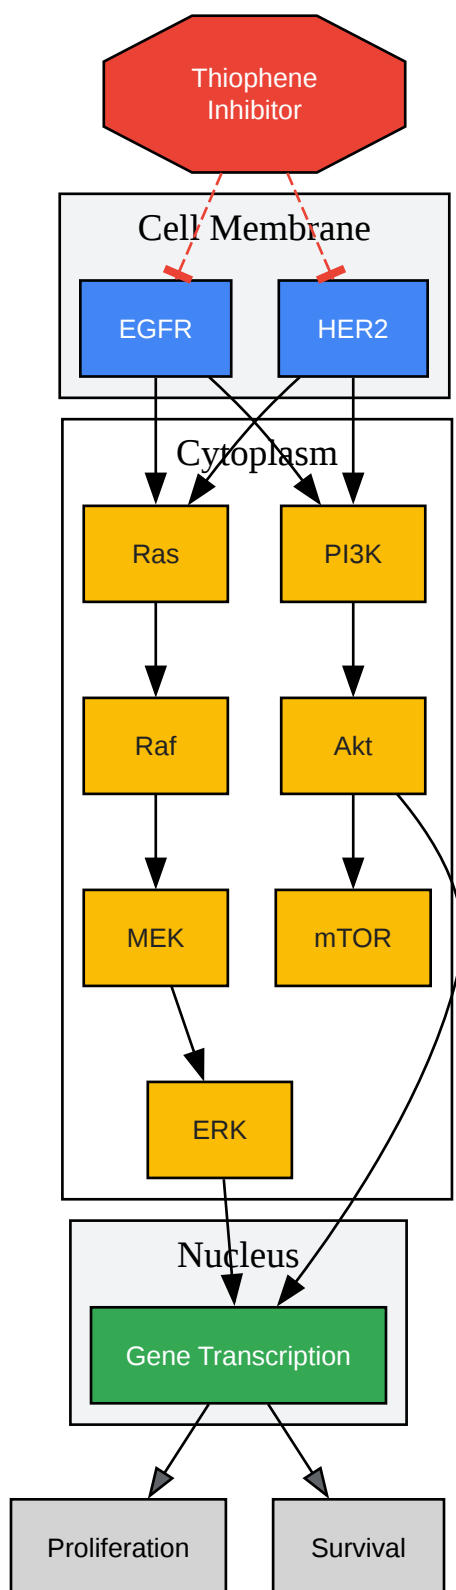 Thiophene
Inhibitor
Cell Membrane
EGFR
HER2
Cytoplasm
Ras
PI3K
Raf
Akt
MEK
mTOR
ERK
Nucleus
Gene Transcription
Proliferation
Survival